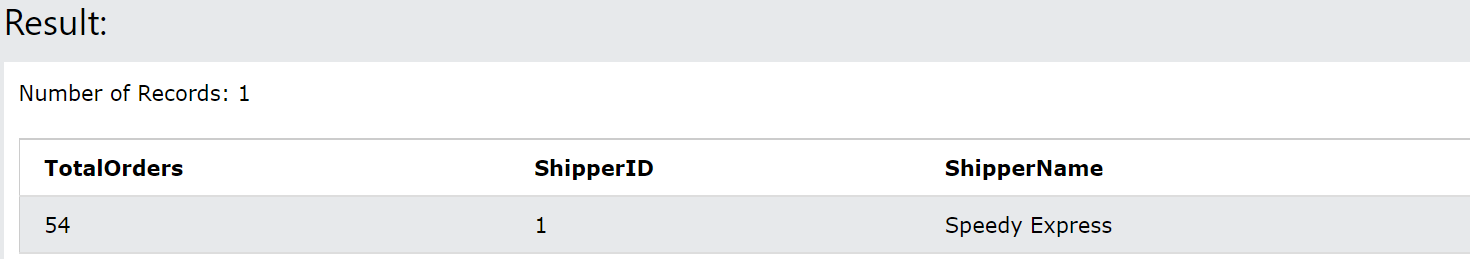 Result:
Number of Records: 1
TotalOrders ShipperID ShipperName
54 1 Speedy Express